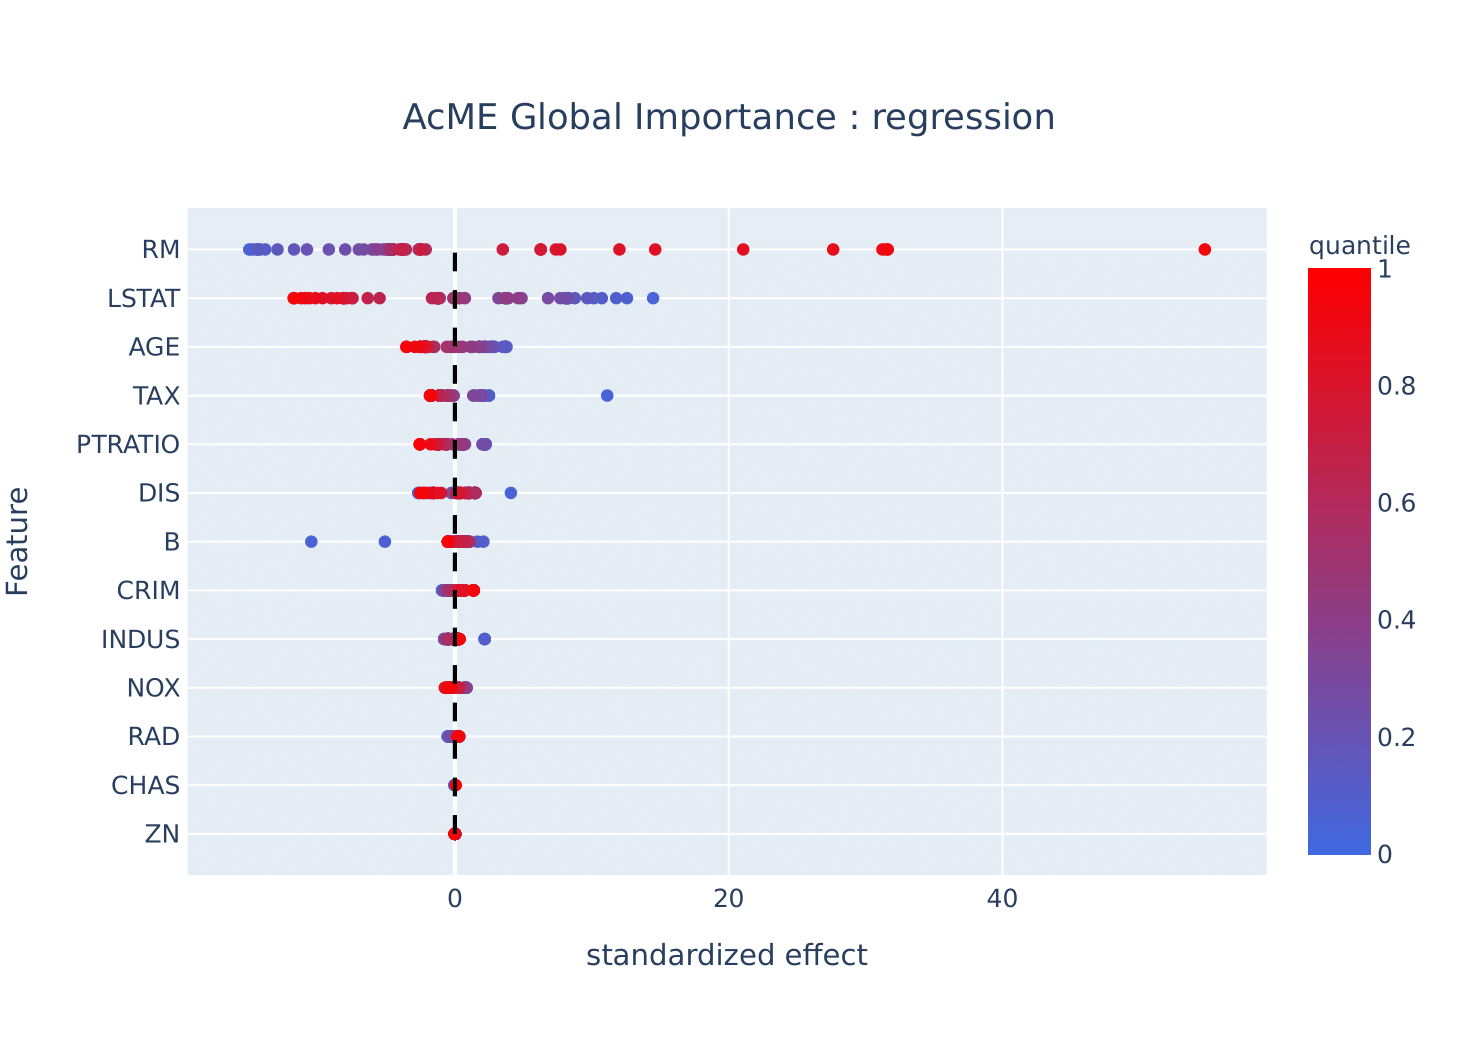 AcME Global Importance : regression
quantile
1
0.8
0.6
0.4
0.2
0
Feature
RM
LSTAT
AGE
TAX
PTRATIO
DIS
B
CRIM
INDUS
NOX
RAD
CHAS
ZN
0 20 40
standardized effect